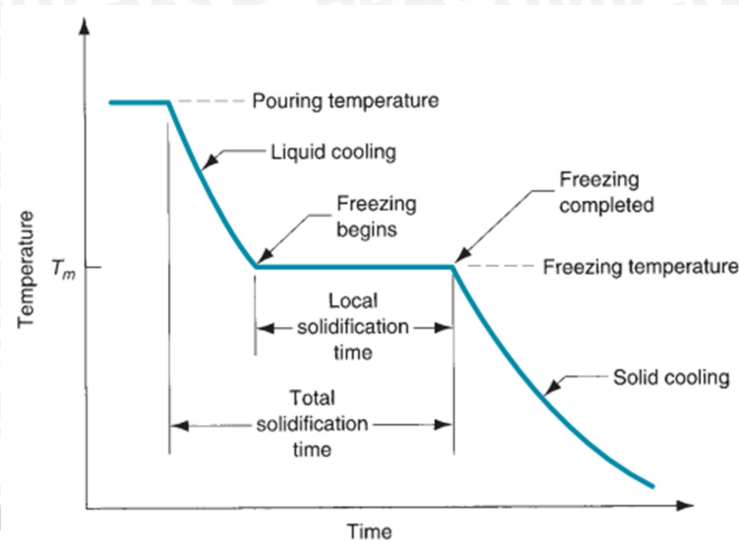 Pouring temperature
Liquid cooling
Freezing
begins
Freezing
completed
Temperature
Tm
Freezing temperature
Local
solidification
time
Solid cooling
Total
solidification
time
Time